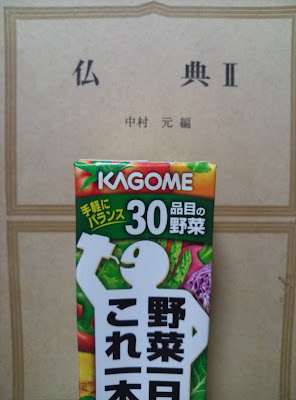 仏 典 II
中村 元 編
KAGOME
手軽に
バランス
30品目の
野菜
野菜一日
これ一本